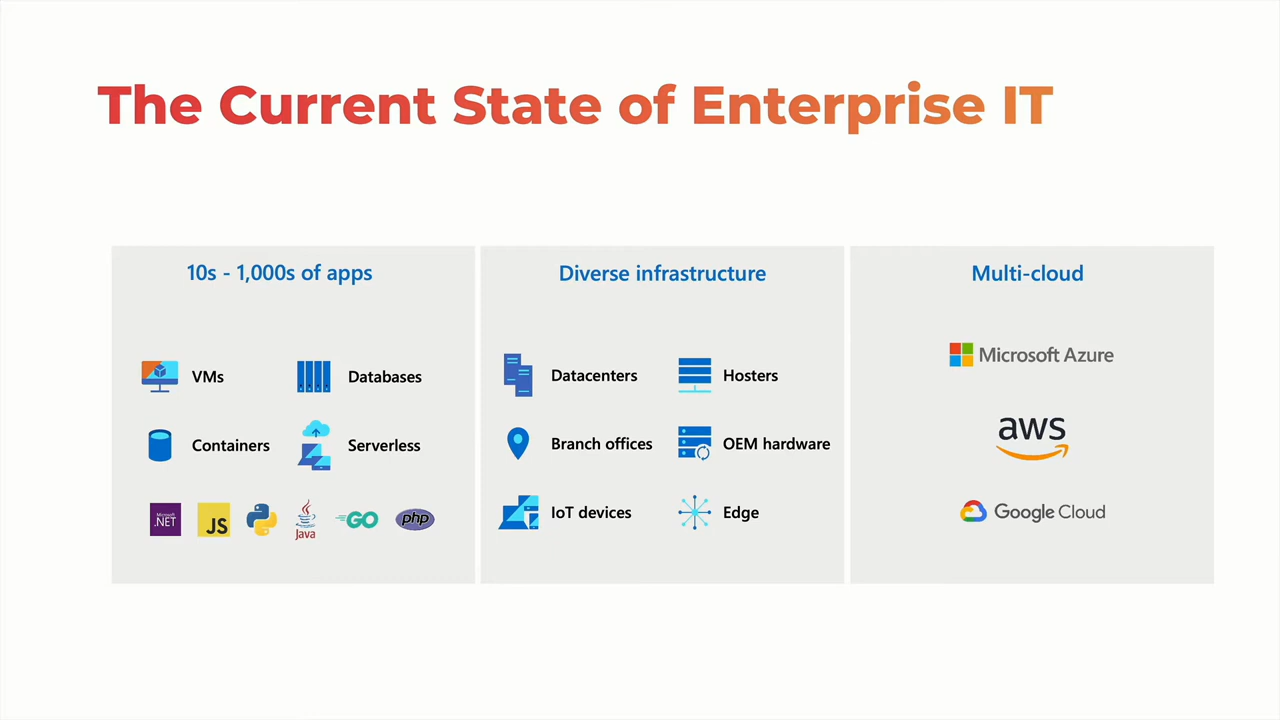 The Current State of Enterprise IT
10s - 1,000s of apps
VMs
Databases
Containers
Serverless
Microsoft .NET
JS
Java
GO
php
Diverse infrastructure
Datacenters
Hosters
Branch offices
OEM hardware
IoT devices
Edge
Multi-cloud
Microsoft Azure
aws
Google Cloud